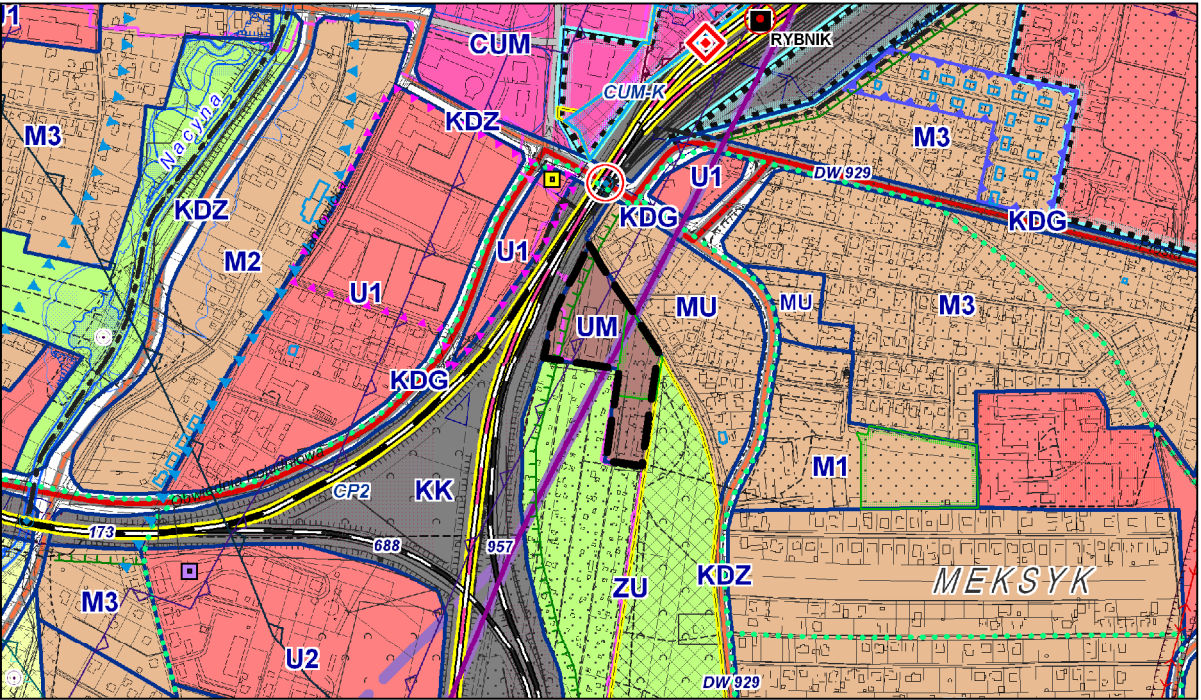 U1
CUM
RYBNIK
CUM-K
KDZ
M3
M3
Nacyna
DW 929
U1
KDZ
KDG
KDG
U1
M2
U1
MU
MU
M3
UM
KDG
M1
CP2
KK
173
688
957
MEKSYK
ZU
KDZ
M3
U2
DW 929